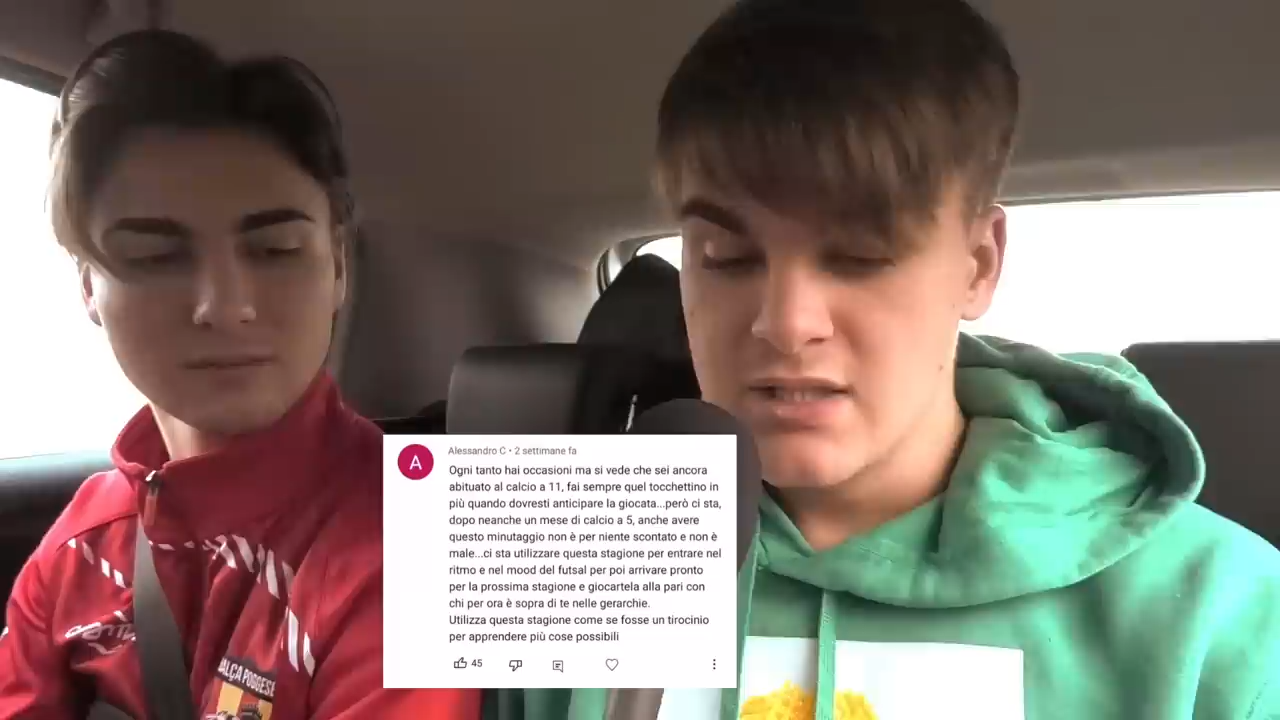 Alessandro C • 2 settimane fa
A
Ogni tanto hai occasioni ma si vede che sei ancora
abituato al calcio a 11, fai sempre quel tocchettino in
più quando dovresti anticipare la giocata...però ci sta,
dopo neanche un mese di calcio a 5, anche avere
questo minutaggio non è per niente scontato e non è
male...ci sta utilizzare questa stagione per entrare nel
ritmo e nel mood del futsal per poi arrivare pronto
per la prossima stagione e giocartela alla pari con
chi per ora è sopra di te nelle gerarchie.
Utilizza questa stagione come se fosse un tirocinio
per apprendere più cose possibili
45